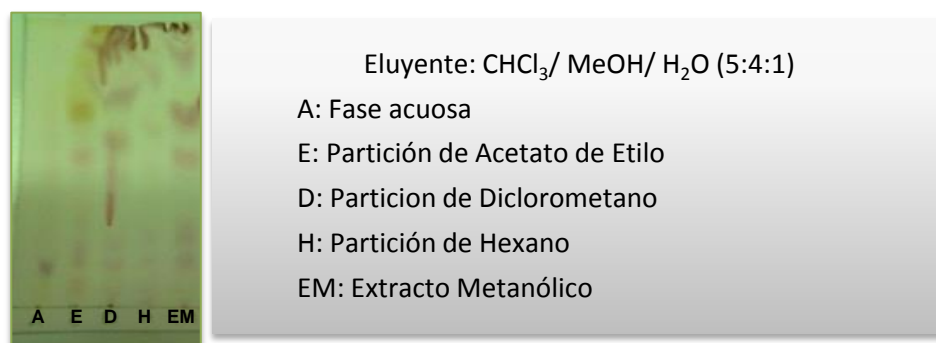 Eluyente: CHCl₃/ MeOH/ H₂O (5:4:1)
A: Fase acuosa
E: Partición de Acetato de Etilo
D: Particion de Diclorometano
H: Partición de Hexano
EM: Extracto Metanólico
A E D H EM